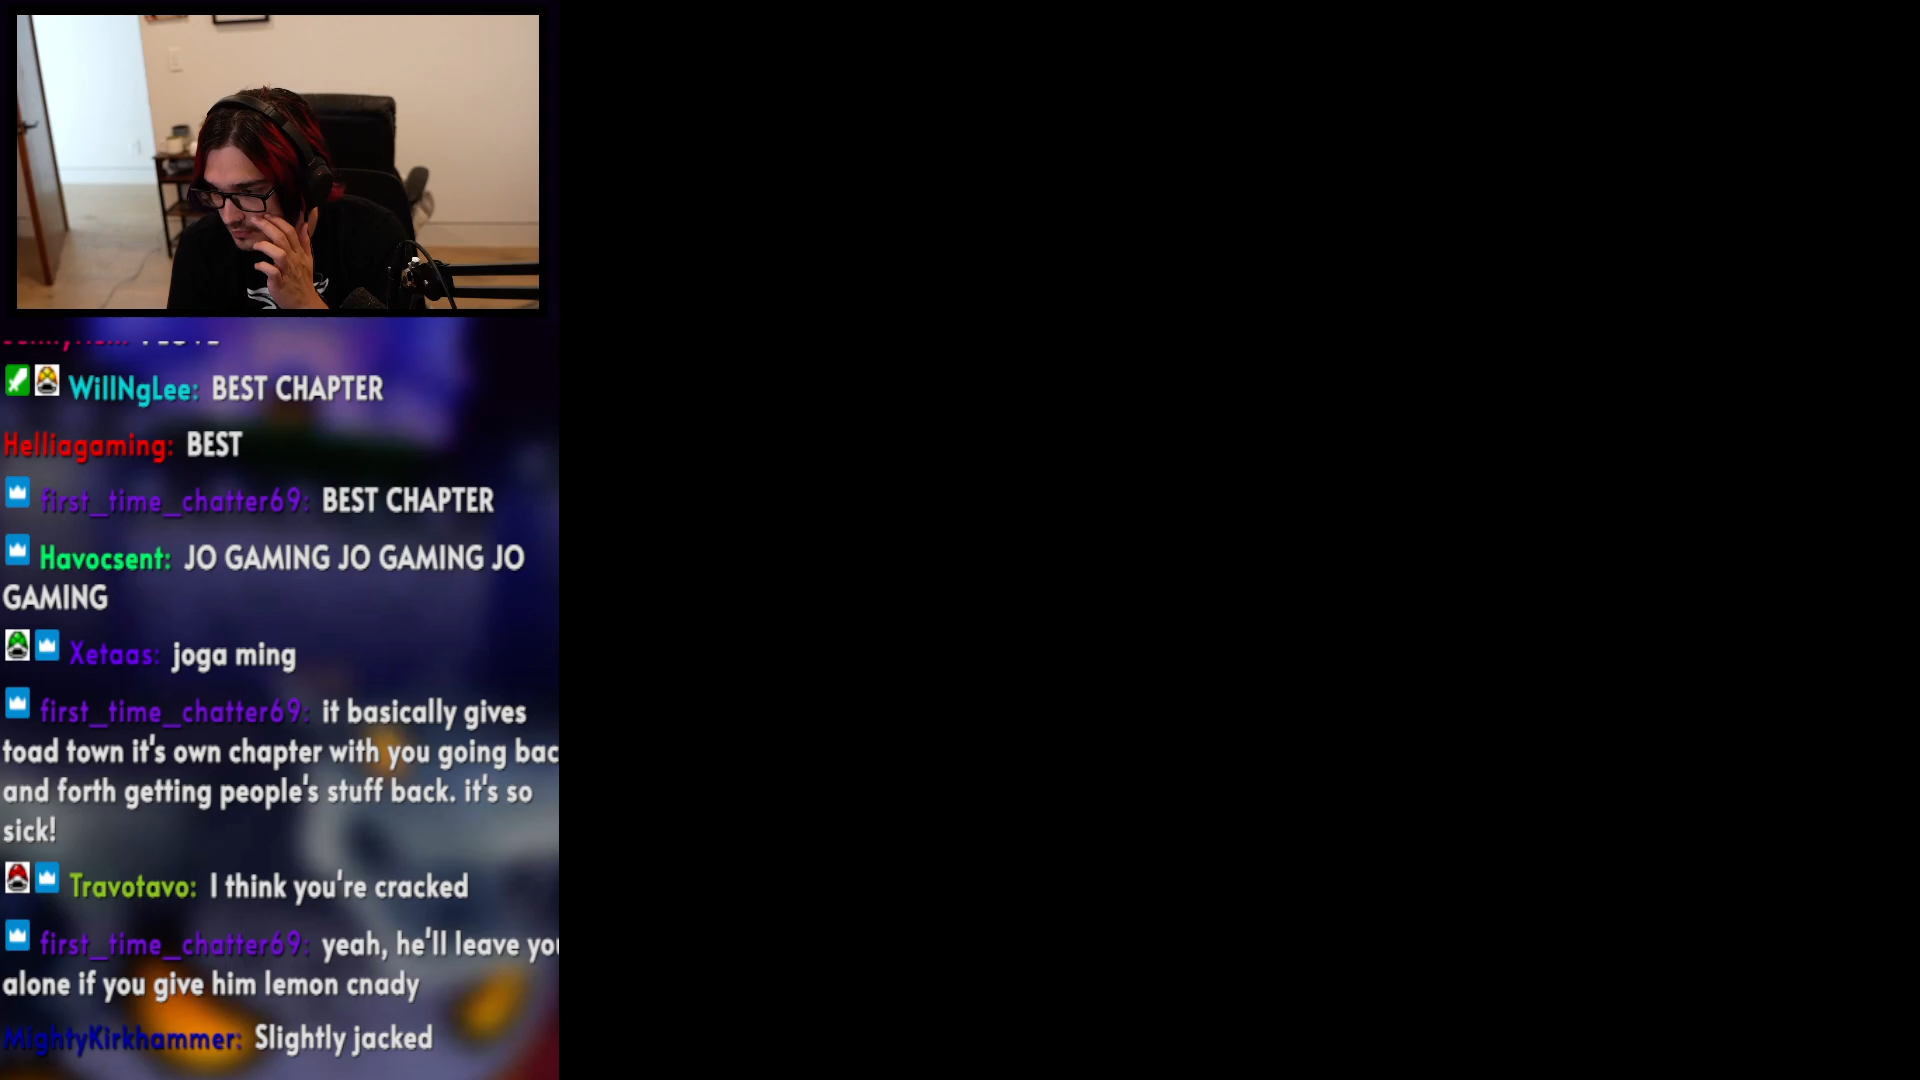 WillNgLee: BEST CHAPTER
Helliagaming: BEST
first_time_chatter69: BEST CHAPTER
Havocsent: JO GAMING JO GAMING JO
GAMING
Xetaas: joga ming
first_time_chatter69: it basically gives
toad town it's own chapter with you going bac
and forth getting people's stuff back. it's so
sick!
Travotavo: I think you're cracked
first_time_chatter69: yeah, he'll leave you
alone if you give him lemon cnady
MightyKirkhammer: Slightly jacked